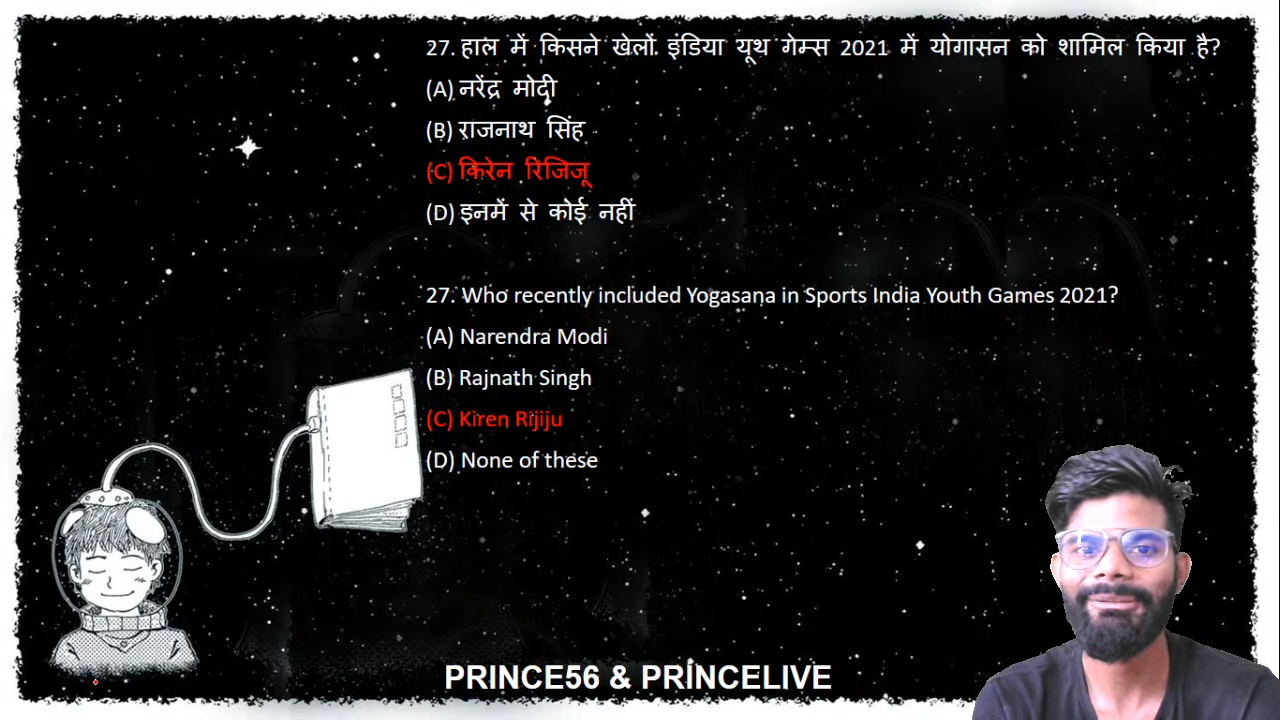 27. हाल में किसने खेलों इंडिया यूथ गेम्स 2021 में योगासन को शामिल किया है?
(A) नरेंद्र मोदी
(B) राजनाथ सिंह
(C) किरेन रिजिजू
(D) इनमें से कोई नहीं
27. Who recently included Yogasana in Sports India Youth Games 2021?
(A) Narendra Modi
(B) Rajnath Singh
(C) Kiren Rijiju
(D) None of these
PRINCE56 & PRINCELIVE